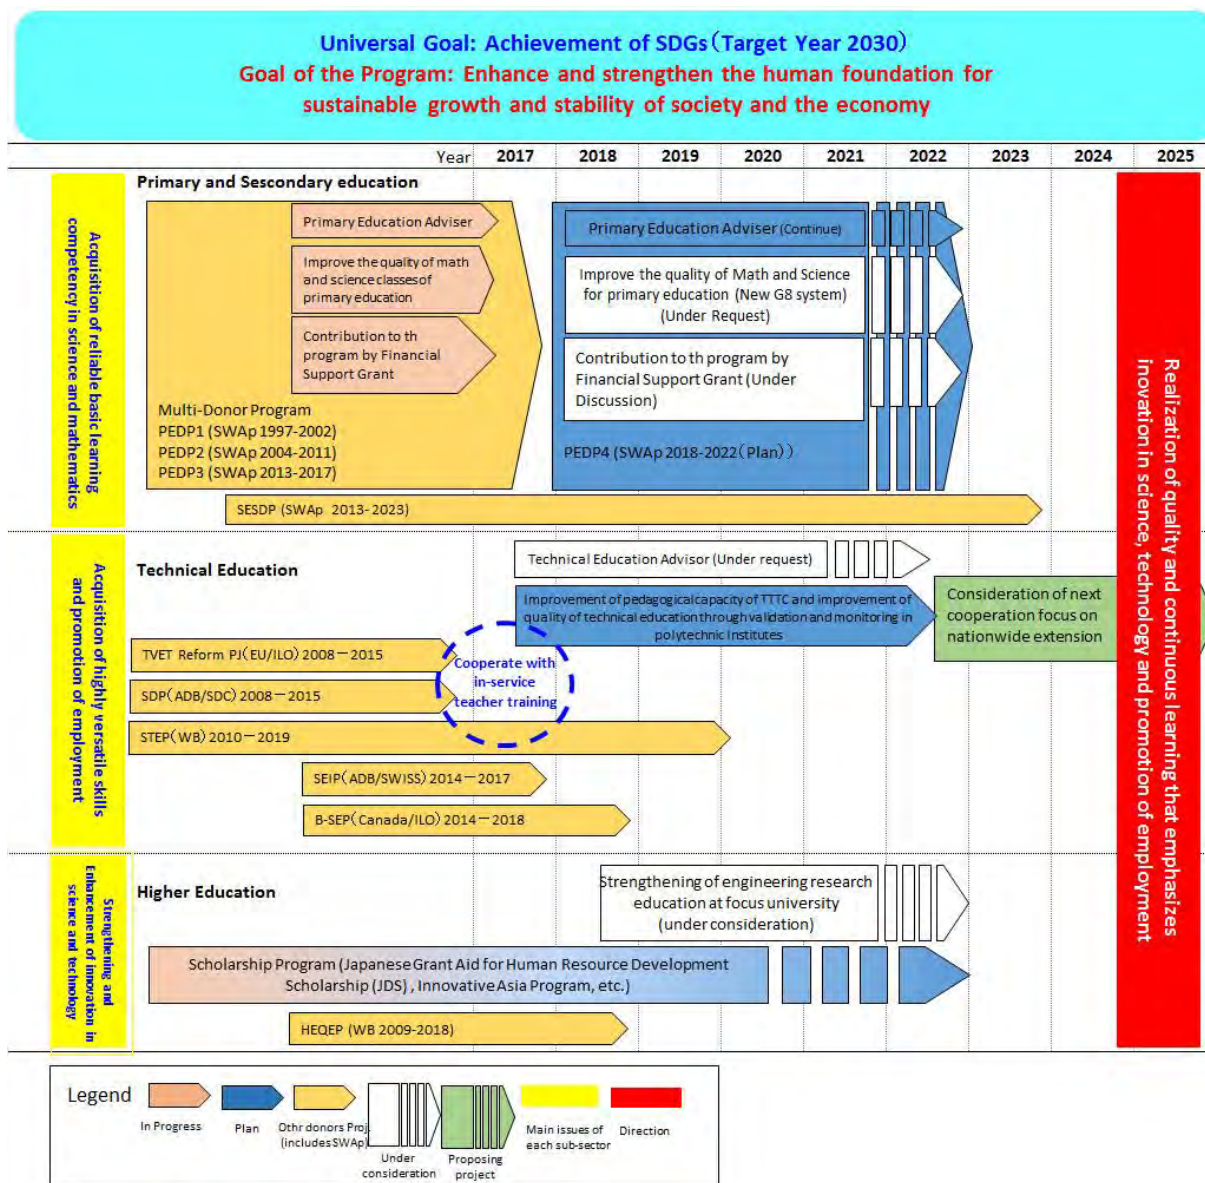 Universal Goal: Achievement of SDGs(Target Year 2030)
Goal of the Program: Enhance and strengthen the human foundation for
sustainable growth and stability of society and the economy
Year 2017 2018 2019 2020 2021 2022 2023 2024 2025
Acquisition of reliable basic learning
competency in science and mathematics
Primary and Sescondary education
Primary Education Adviser
Improve the quality of math
and science classes of
primary education
Contribution to th
program by Financial
Support Grant
Multi-Donor Program
PEDP1 (SWAp 1997-2002)
PEDP2 (SWAp 2004-2011)
PEDP3 (SWAp 2013-2017)
Primary Education Adviser (Continue)
Improve the quality of Math and Science
for primary education (New G8 system)
(Under Request)
Contribution to th program by
Financial Support Grant (Under
Discussion)
PEDP4 (SWAp 2018-2022(Plan))
SESDP (SWAp 2013-2023)
Acquisition of highly versatile skills
and promotion of employment
Technical Education
Technical Education Advisor (Under request)
Improvement of pedagogical capacity of TTTC and improvement of
quality of technical education through validation and monitoring in
polytechnic Institutes
Consideration of next
cooperation focus on
nationwide extension
TVET Reform PJ(EU/ILO) 2008-2015
Cooperate with
in-service
teacher training
SDP(ADB/SDC) 2008-2015
STEP(WB) 2010-2019
SEIP(ADB/SWISS) 2014-2017
B-SEP(Canada/ILO) 2014-2018
Strengthening and
Enhancement of innovation in
science and technology
Higher Education
Strengthening of engineering research
education at focus university
(under consideration)
Scholarship Program (Japanese Grant Aid for Human Resource Development
Scholarship (JDS) , Innovative Asia Program, etc.)
HEQEP (WB 2009-2018)
Realization of quality and continuous learning that emphasizes
inovation in science, technology and promotion of employment
Legend
In Progress
Plan
Othr donors Proj.
(includes SWAp)
Under
consideration
Proposing
project
Main issues of
each sub-sector
Direction